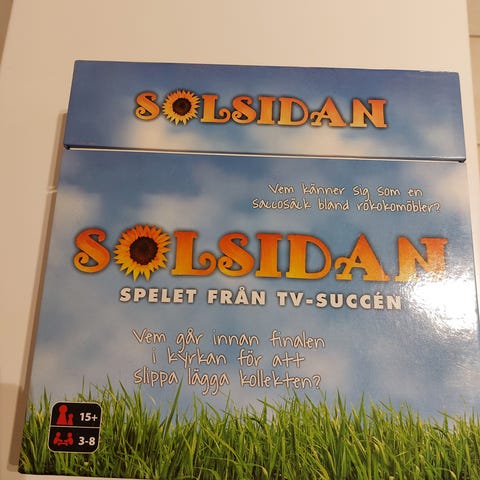 SOLSIDAN
Vem känner sig som en
saccosäck bland rokokomöbler?
SOLSIDAN
SPELET FRÅN TV-SUCCÉN
Vem går innan finalen
i kyrkan för att
slippa lägga kollekten?
15+
3-8